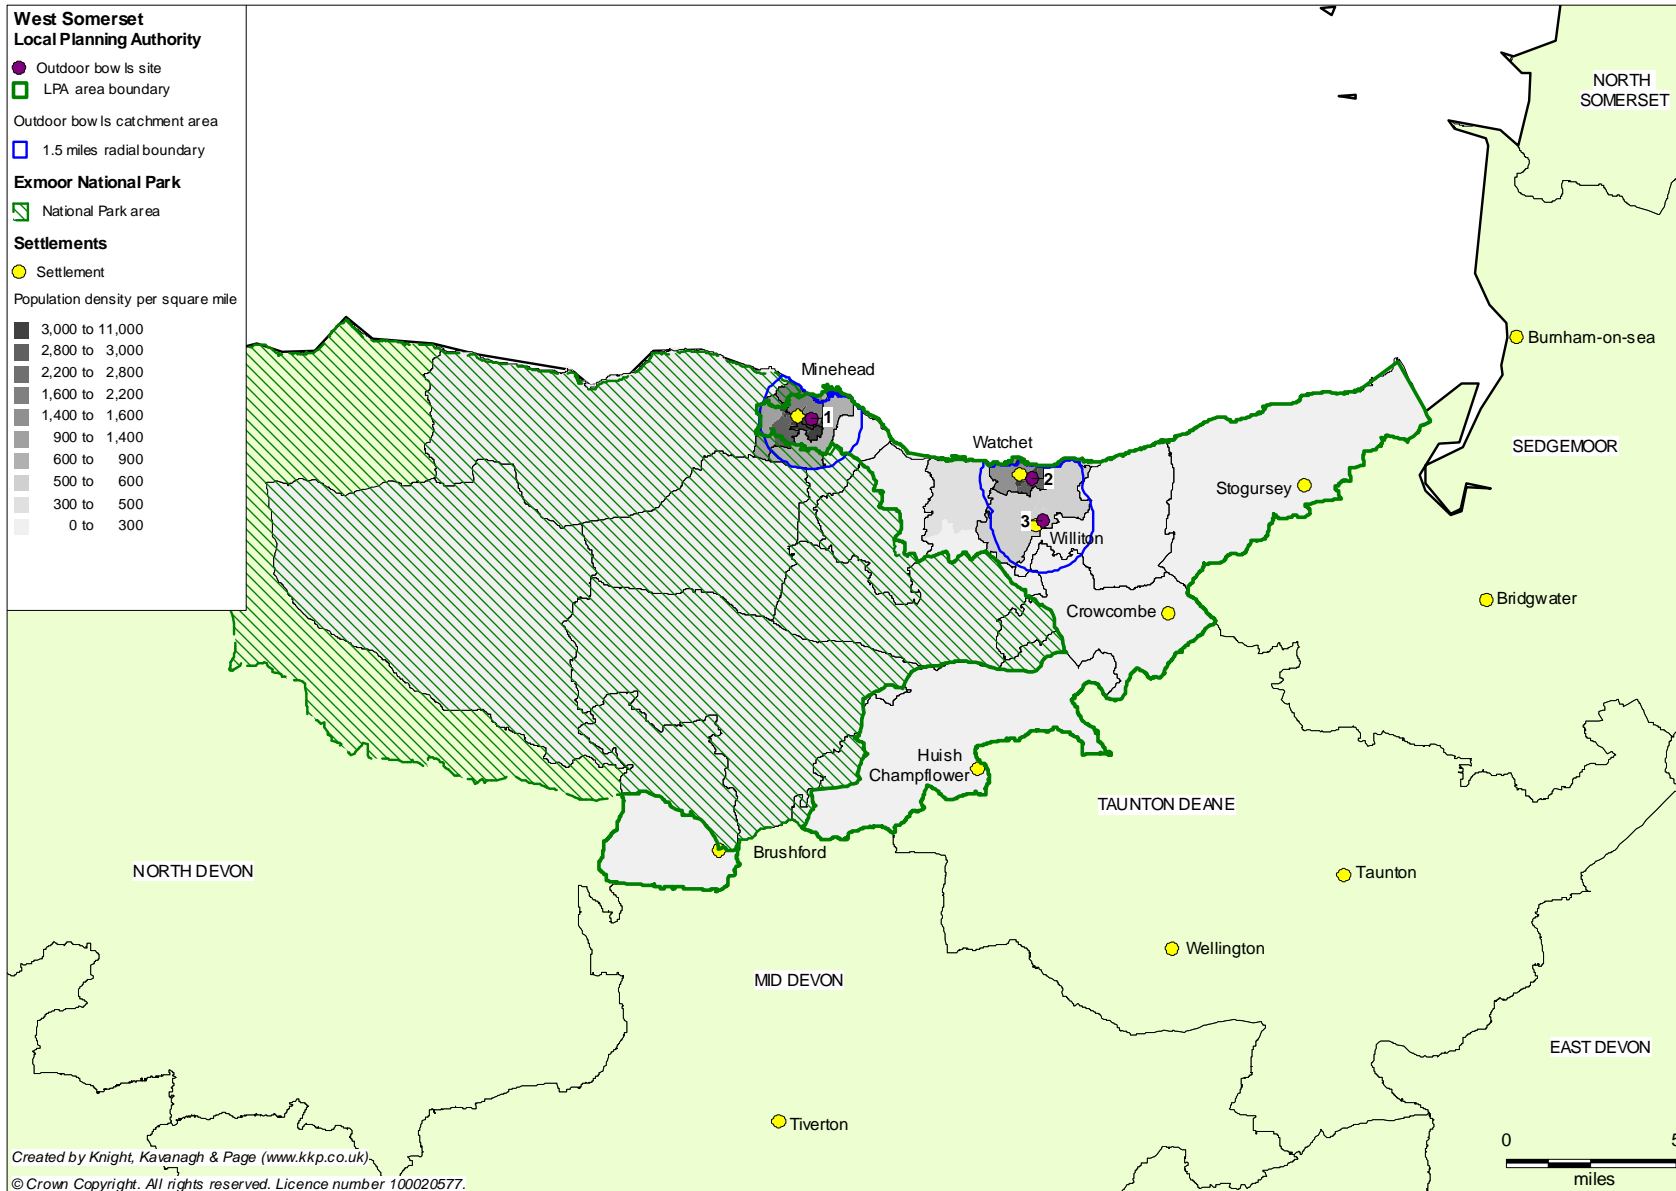 West Somerset
Local Planning Authority
Outdoor bowls site
LPA area boundary
Outdoor bowls catchment area
1.5 miles radial boundary
Exmoor National Park
National Park area
Settlements
Settlement
Population density per square mile
3,000 to 11,000
2,800 to 3,000
2,200 to 2,800
1,600 to 2,200
1,400 to 1,600
900 to 1,400
600 to 900
500 to 600
300 to 500
0 to 300
NORTH
SOMERSET
Burnham-on-sea
Minehead
1
Watchet
SEDGEMOOR
2
Stogursey
3
Williton
Bridgwater
Crowcombe
Huish
Champflower
TAUNTON DEANE
Brushford
NORTH DEVON
Taunton
Wellington
MID DEVON
EAST DEVON
Tiverton
0 5
miles
Created by Knight, Kavanagh & Page (www.kkp.co.uk)
© Crown Copyright. All rights reserved. Licence number 100020577.